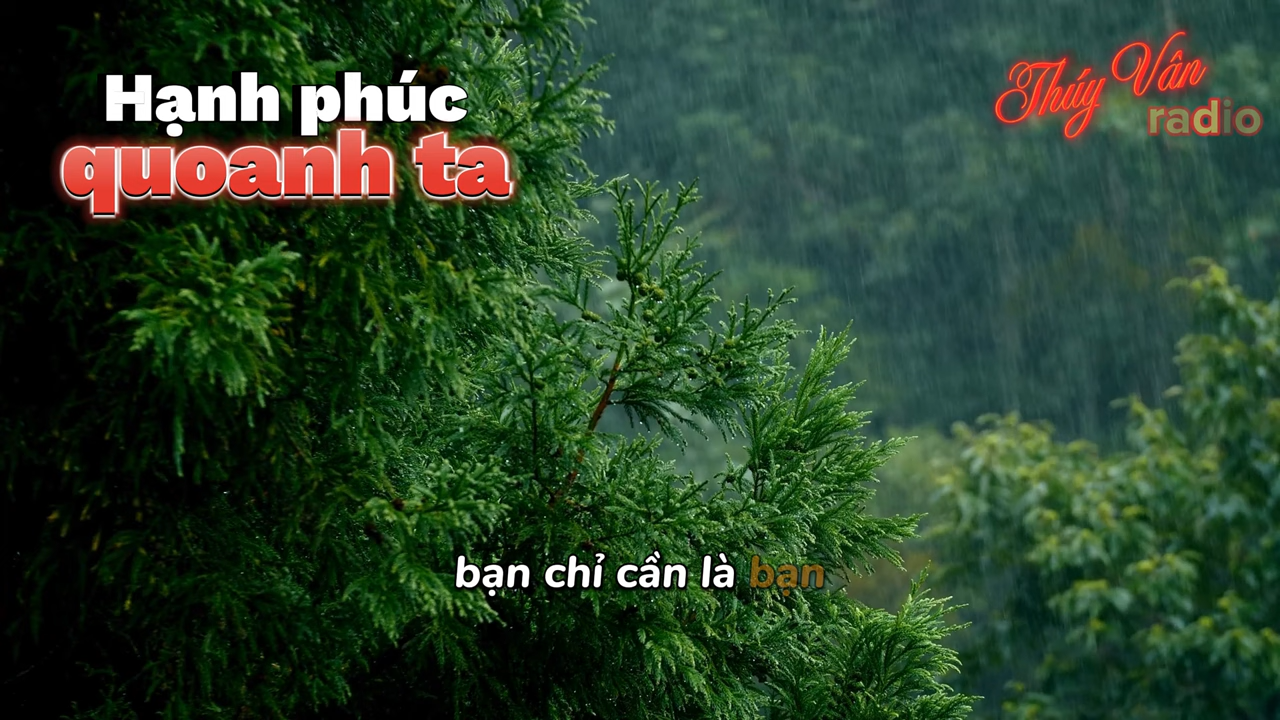 Hạnh phúc
quoanh ta
Thúy Vân
radio
bạn chỉ cần là bạn